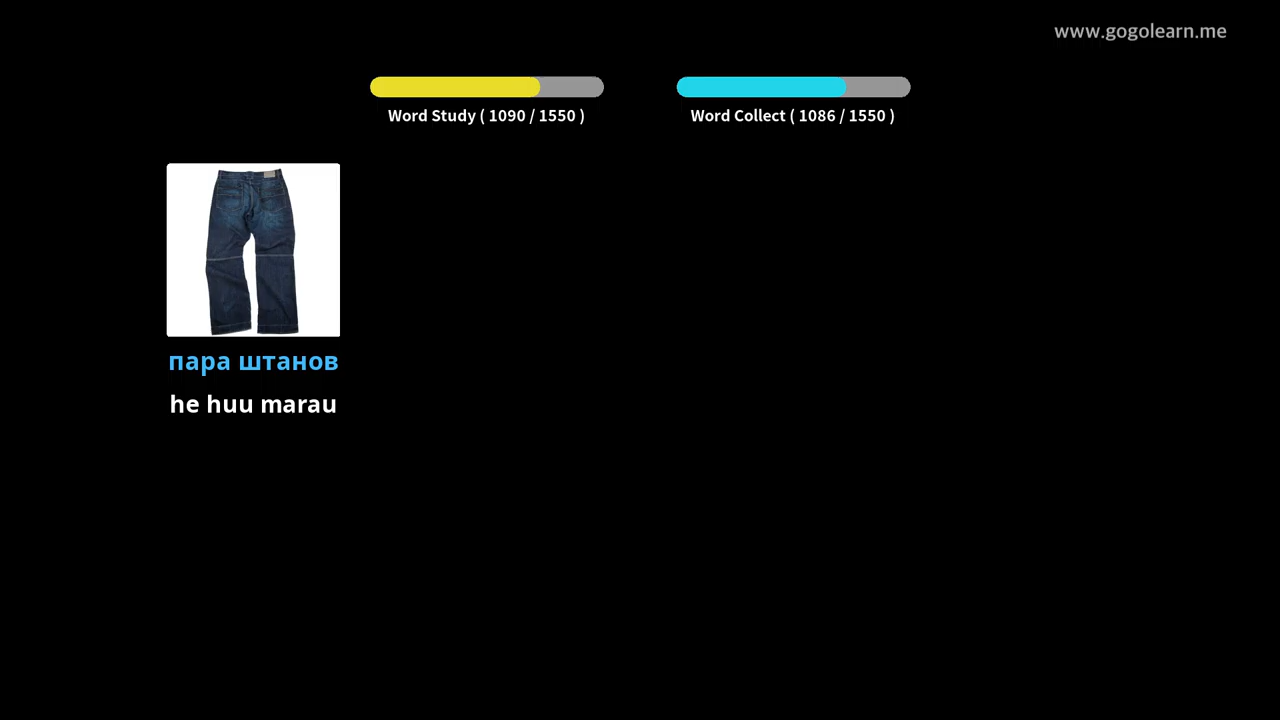 www.gogolearn.me
Word Study ( 1090 / 1550 )
Word Collect ( 1086 / 1550 )
пара штанов
he huu marau